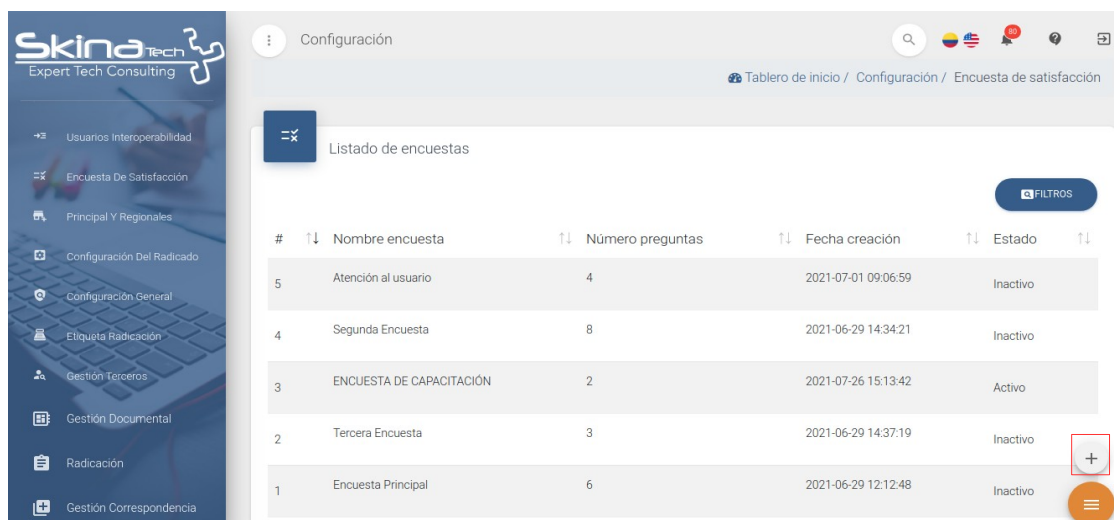 Skina Tech
Expert Tech Consulting
Configuración
80
Tablero de inicio / Configuración / Encuesta de satisfacción
Usuarios Interoperabilidad
Encuesta De Satisfacción
Principal Y Regionales
Configuración Del Radicado
Configuración General
Etiqueta Radicación
Gestión Terceros
Gestión Documental
Radicación
Gestión Correspondencia
Listado de encuestas
FILTROS
# Nombre encuesta Número preguntas Fecha creación Estado
5 Atención al usuario 4 2021-07-01 09:06:59 Inactivo
4 Segunda Encuesta 8 2021-06-29 14:34:21 Inactivo
3 ENCUESTA DE CAPACITACIÓN 2 2021-07-26 15:13:42 Activo
2 Tercera Encuesta 3 2021-06-29 14:37:19 Inactivo
1 Encuesta Principal 6 2021-06-29 12:12:48 Inactivo